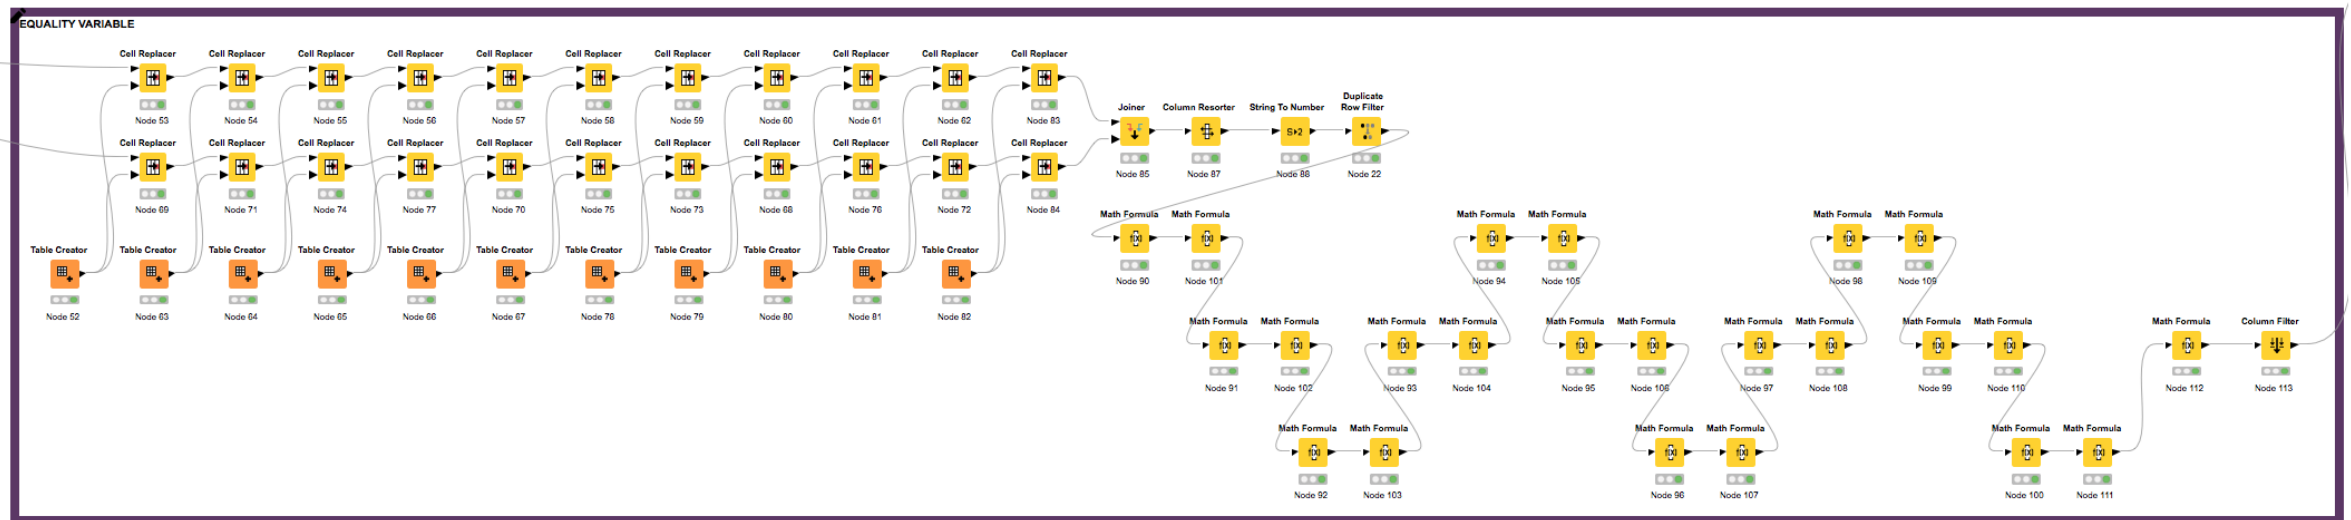 EQUALITY VARIABLE
Cell Replacer Cell Replacer Cell Replacer Cell Replacer Cell Replacer Cell Replacer Cell Replacer Cell Replacer Cell Replacer Cell Replacer Cell Replacer
Node 53 Node 54 Node 55 Node 56 Node 57 Node 58 Node 59 Node 60 Node 61 Node 62 Node 83
Cell Replacer Cell Replacer Cell Replacer Cell Replacer Cell Replacer Cell Replacer Cell Replacer Cell Replacer Cell Replacer Cell Replacer Cell Replacer
Node 69 Node 71 Node 74 Node 77 Node 70 Node 75 Node 73 Node 68 Node 76 Node 72 Node 84
Table Creator Table Creator Table Creator Table Creator Table Creator Table Creator Table Creator Table Creator Table Creator Table Creator Table Creator
Node 52 Node 63 Node 64 Node 65 Node 66 Node 67 Node 78 Node 79 Node 80 Node 81 Node 82
Duplicate
Joiner Column Resorter String To Number Row Filter
S▸2
Node 85 Node 87 Node 88 Node 22
Math Formula Math Formula Math Formula Math Formula Math Formula Math Formula
f(x) f(x) f(x) f(x) f(x) f(x)
Node 90 Node 101 Node 94 Node 105 Node 98 Node 109
Math Formula Math Formula Math Formula Math Formula Math Formula Math Formula Math Formula Math Formula Math Formula Math Formula Math Formula Column Filter
f(x) f(x) f(x) f(x) f(x) f(x) f(x) f(x) f(x) f(x) f(x)
Node 91 Node 102 Node 93 Node 104 Node 95 Node 106 Node 97 Node 108 Node 99 Node 110 Node 112 Node 113
Math Formula Math Formula Math Formula Math Formula Math Formula Math Formula
f(x) f(x) f(x) f(x) f(x) f(x)
Node 92 Node 103 Node 96 Node 107 Node 100 Node 111